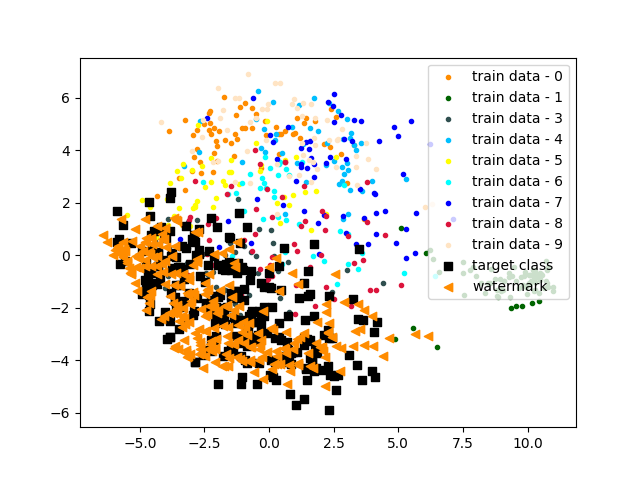 train data - 0
train data - 1
train data - 3
train data - 4
train data - 5
train data - 6
train data - 7
train data - 8
train data - 9
target class
watermark
6
4
2
0
−2
−4
−6
−5.0 −2.5 0.0 2.5 5.0 7.5 10.0